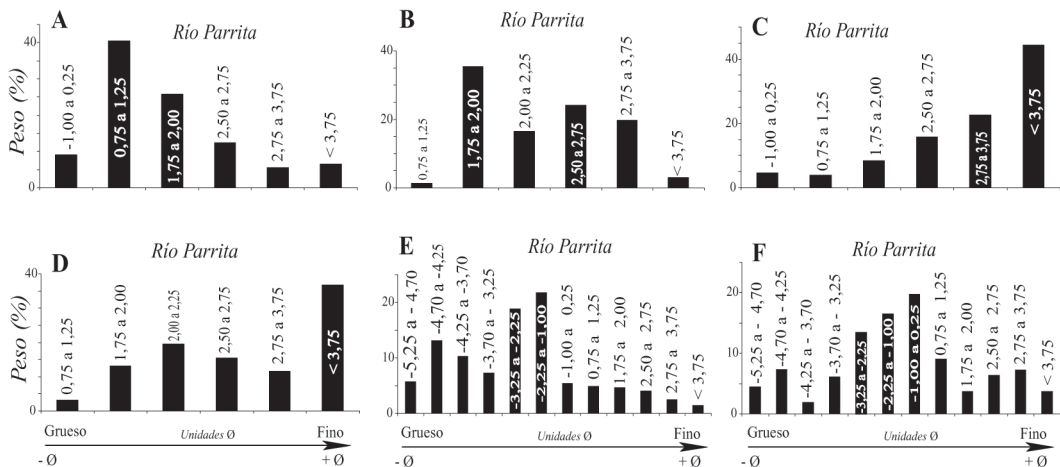 A
Río Parrita
Peso (%)
40
20
0
-1,00 a 0,25
0,75 a 1,25
1,75 a 2,00
2,50 a 2,75
2,75 a 3,75
< 3,75
B
Río Parrita
40
20
0
0,75 a 1,25
1,75 a 2,00
2,00 a 2,25
2,50 a 2,75
2,75 a 3,75
< 3,75
C
Río Parrita
40
20
0
-1,00 a 0,25
0,75 a 1,25
1,75 a 2,00
2,50 a 2,75
2,75 a 3,75
< 3,75
D
Río Parrita
Peso (%)
40
20
0
0,75 a 1,25
1,75 a 2,00
2,00 a 2,25
2,50 a 2,75
2,75 a 3,75
< 3,75
E
Río Parrita
20
10
0
-5,25 a - 4,70
-4,70 a -4,25
-4,25 a -3,70
-3,70 a - 3,25
-3,25 a -2,25
-2,25 a -1,00
-1,00 a 0,25
0,75 a 1,25
1,75 a 2,00
2,50 a 2,75
2,75 a 3,75
< 3,75
F
Río Parrita
20
10
0
-5,25 a - 4,70
-4,70 a - 4,25
-4,25 a - 3,70
-3,70 a - 3,25
-3,25 a -2,25
-2,25 a -1,00
-1,00 a 0,25
0,75 a 1,25
1,75 a 2,00
2,50 a 2,75
2,75 a 3,75
< 3,75
Grueso
Unidades Ø
Fino
- Ø
+ Ø
Grueso
Unidades Ø
Fino
- Ø
+ Ø
Grueso
Unidades Ø
Fino
- Ø
+ Ø